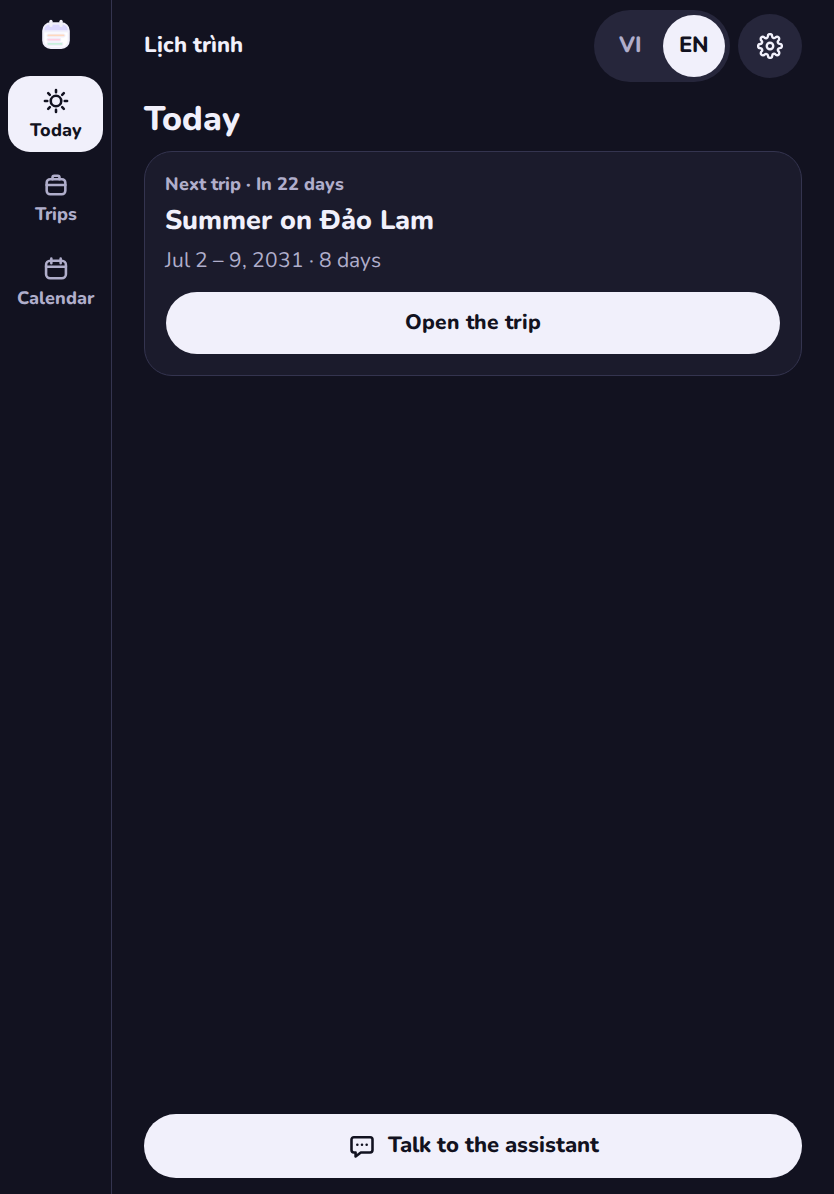 Lịch trình
VI
EN
Today
Trips
Calendar
Today
Next trip · In 22 days
Summer on Đảo Lam
Jul 2 – 9, 2031 · 8 days
Open the trip
Talk to the assistant